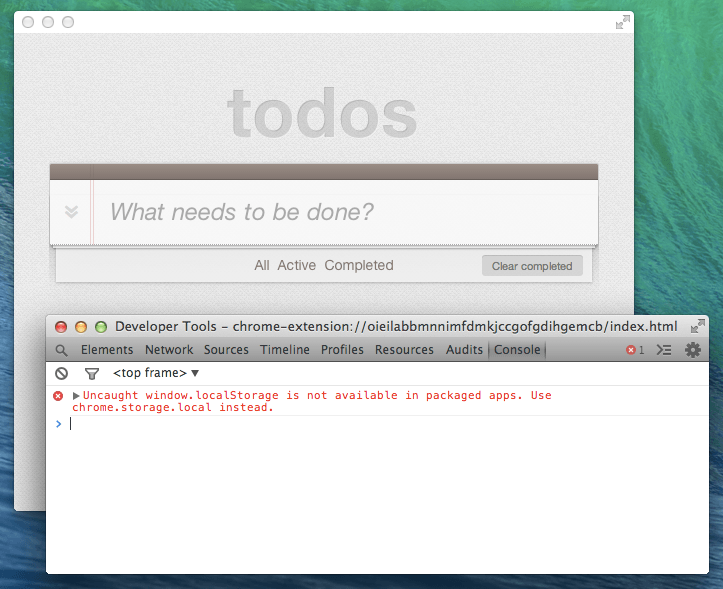 todos
What needs to be done?
All Active Completed Clear completed
Developer Tools - chrome-extension://oieilabbmnnimfdmkjccgofgdihgemcb/index.html
Elements Network Sources Timeline Profiles Resources Audits Console 1
<top frame>
Uncaught window.localStorage is not available in packaged apps. Use
chrome.storage.local instead.